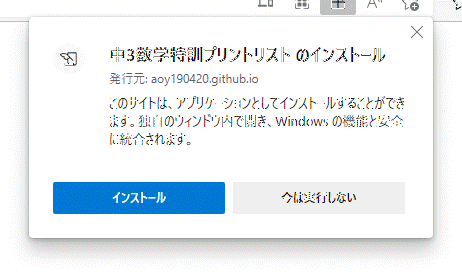 中3数学特訓プリントリスト のインストール
発行元: aoy190420.github.io
このサイトは、アプリケーションとしてインストールすることができ
ます。独自のウィンドウ内で開き、Windows の機能と安全
に統合されます。
インストール
今は実行しない